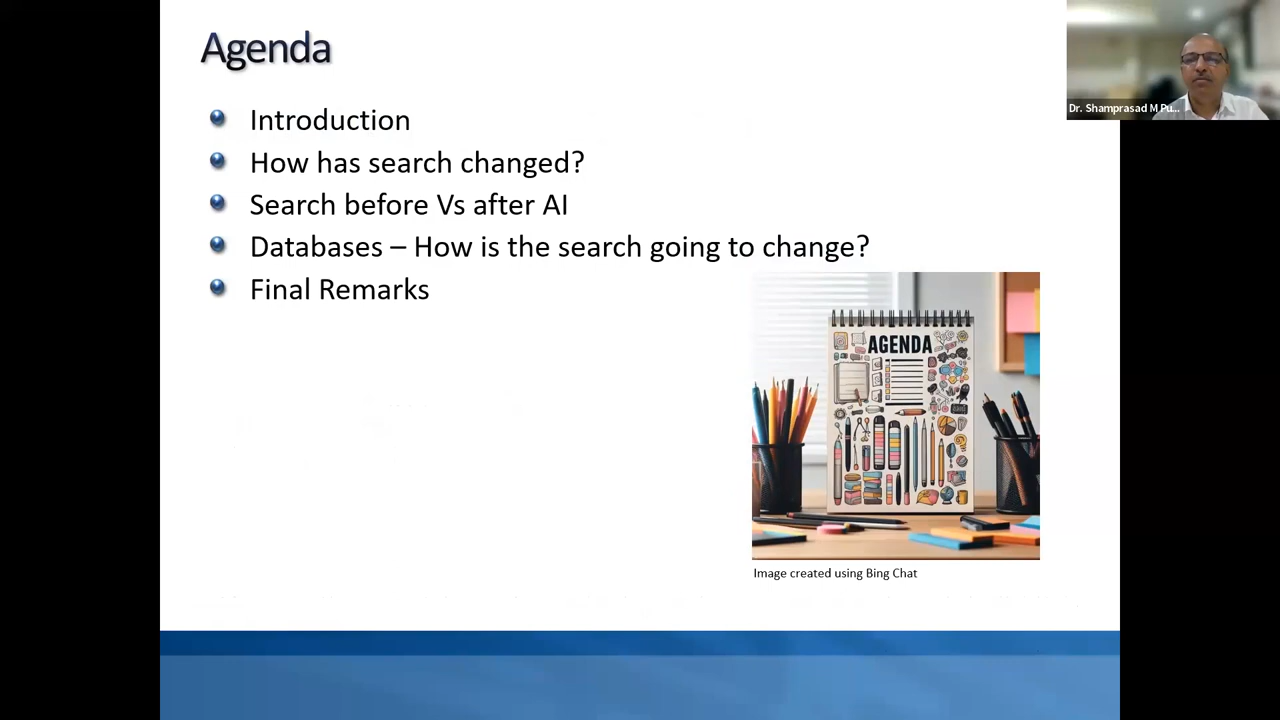 Agenda
Introduction
How has search changed?
Search before Vs after AI
Databases – How is the search going to change?
Final Remarks
AGENDA
Image created using Bing Chat
Dr. Shamprasad M Pu...